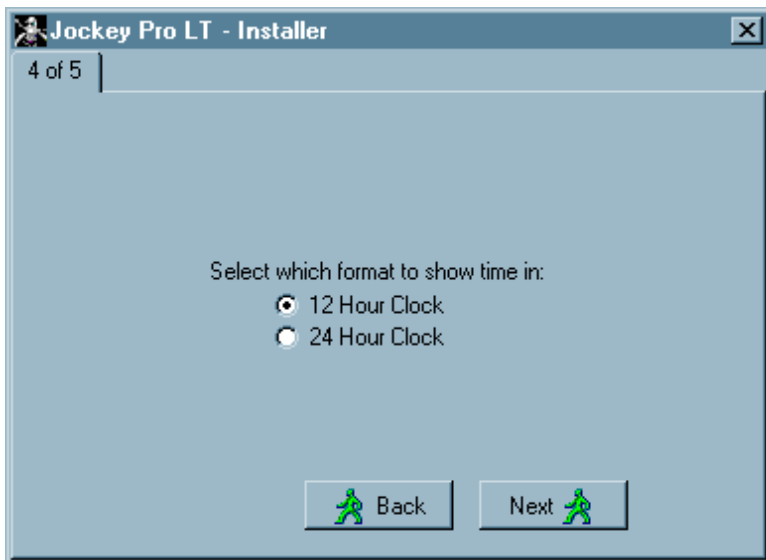 Jockey Pro LT - Installer
4 of 5
Select which format to show time in:
12 Hour Clock
24 Hour Clock
Back
Next